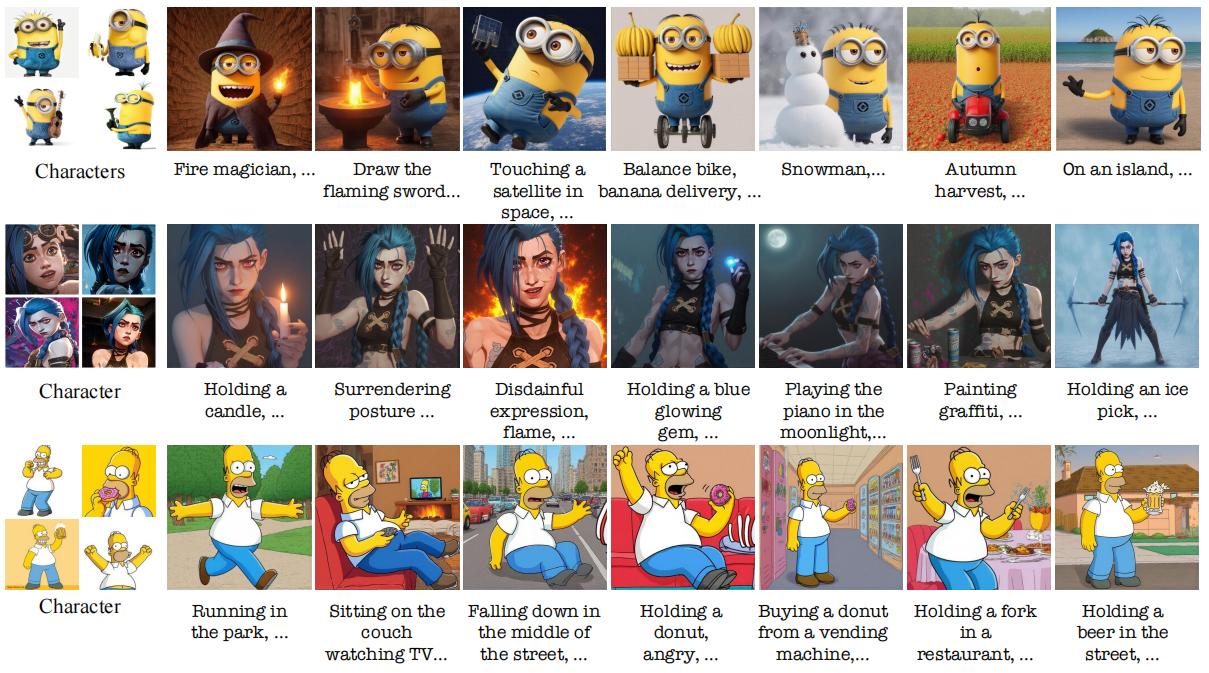 Characters
Fire magician, ...
Draw the
flaming sword...
Touching a
satellite in
space, ...
Balance bike,
banana delivery, ...
Snowman,...
Autumn
harvest, ...
On an island, ...
Character
Holding a
candle, ...
Surrendering
posture ...
Disdainful
expression,
flame, ...
Holding a blue
glowing
gem, ...
Playing the
piano in the
moonlight,...
Painting
graffiti, ...
Holding an ice
pick, ...
Character
Running in
the park, ...
Sitting on the
couch
watching TV...
Falling down in
the middle of
the street, ...
Holding a
donut,
angry, ...
Buying a donut
from a vending
machine,...
Holding a fork
in a
restaurant, ...
Holding a
beer in the
street, ...